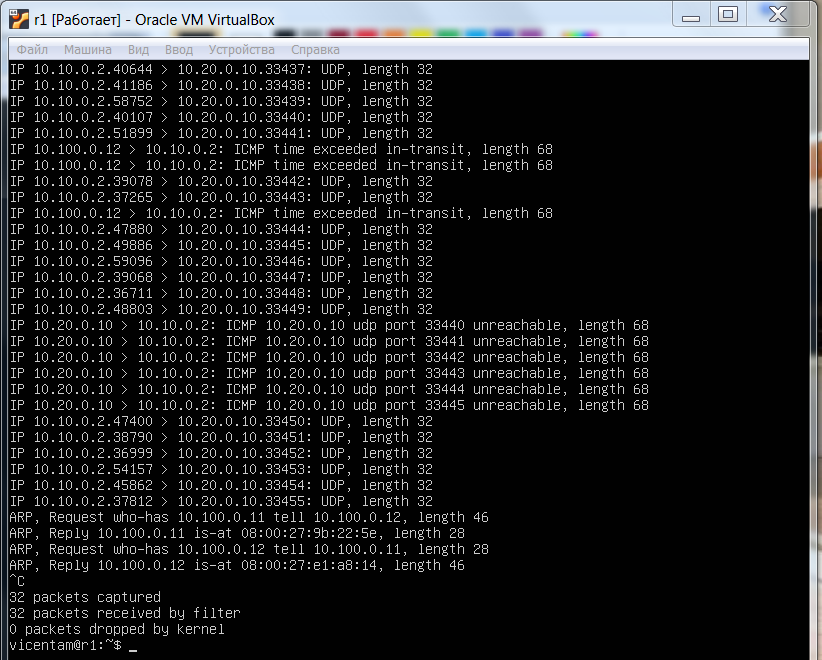 r1 [Работает] - Oracle VM VirtualBox
Файл Машина Вид Ввод Устройства Справка
IP 10.10.0.2.40644 > 10.20.0.10.33437: UDP, length 32
IP 10.10.0.2.41186 > 10.20.0.10.33438: UDP, length 32
IP 10.10.0.2.58752 > 10.20.0.10.33439: UDP, length 32
IP 10.10.0.2.40107 > 10.20.0.10.33440: UDP, length 32
IP 10.10.0.2.51899 > 10.20.0.10.33441: UDP, length 32
IP 10.100.0.12 > 10.10.0.2: ICMP time exceeded in-transit, length 68
IP 10.100.0.12 > 10.10.0.2: ICMP time exceeded in-transit, length 68
IP 10.10.0.2.39078 > 10.20.0.10.33442: UDP, length 32
IP 10.10.0.2.37265 > 10.20.0.10.33443: UDP, length 32
IP 10.100.0.12 > 10.10.0.2: ICMP time exceeded in-transit, length 68
IP 10.10.0.2.47880 > 10.20.0.10.33444: UDP, length 32
IP 10.10.0.2.49886 > 10.20.0.10.33445: UDP, length 32
IP 10.10.0.2.59096 > 10.20.0.10.33446: UDP, length 32
IP 10.10.0.2.39068 > 10.20.0.10.33447: UDP, length 32
IP 10.10.0.2.36711 > 10.20.0.10.33448: UDP, length 32
IP 10.10.0.2.48803 > 10.20.0.10.33449: UDP, length 32
IP 10.20.0.10 > 10.10.0.2: ICMP 10.20.0.10 udp port 33440 unreachable, length 68
IP 10.20.0.10 > 10.10.0.2: ICMP 10.20.0.10 udp port 33441 unreachable, length 68
IP 10.20.0.10 > 10.10.0.2: ICMP 10.20.0.10 udp port 33442 unreachable, length 68
IP 10.20.0.10 > 10.10.0.2: ICMP 10.20.0.10 udp port 33443 unreachable, length 68
IP 10.20.0.10 > 10.10.0.2: ICMP 10.20.0.10 udp port 33444 unreachable, length 68
IP 10.20.0.10 > 10.10.0.2: ICMP 10.20.0.10 udp port 33445 unreachable, length 68
IP 10.10.0.2.47400 > 10.20.0.10.33450: UDP, length 32
IP 10.10.0.2.38790 > 10.20.0.10.33451: UDP, length 32
IP 10.10.0.2.36999 > 10.20.0.10.33452: UDP, length 32
IP 10.10.0.2.54157 > 10.20.0.10.33453: UDP, length 32
IP 10.10.0.2.45862 > 10.20.0.10.33454: UDP, length 32
IP 10.10.0.2.37812 > 10.20.0.10.33455: UDP, length 32
ARP, Request who-has 10.100.0.11 tell 10.100.0.12, length 46
ARP, Reply 10.100.0.11 is-at 08:00:27:9b:22:5e, length 28
ARP, Request who-has 10.100.0.12 tell 10.100.0.11, length 28
ARP, Reply 10.100.0.12 is-at 08:00:27:e1:a8:14, length 46
^C
32 packets captured
32 packets received by filter
0 packets dropped by kernel
vicentam@r1:~$ _